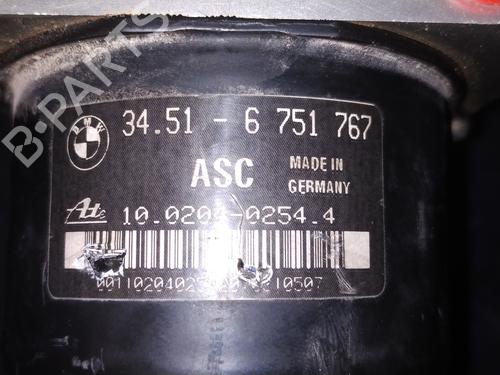 B-PARTS
BMW
34.51 - 6 751 767
ASC
MADE IN
GERMANY
Ate
10.0204-0254.4